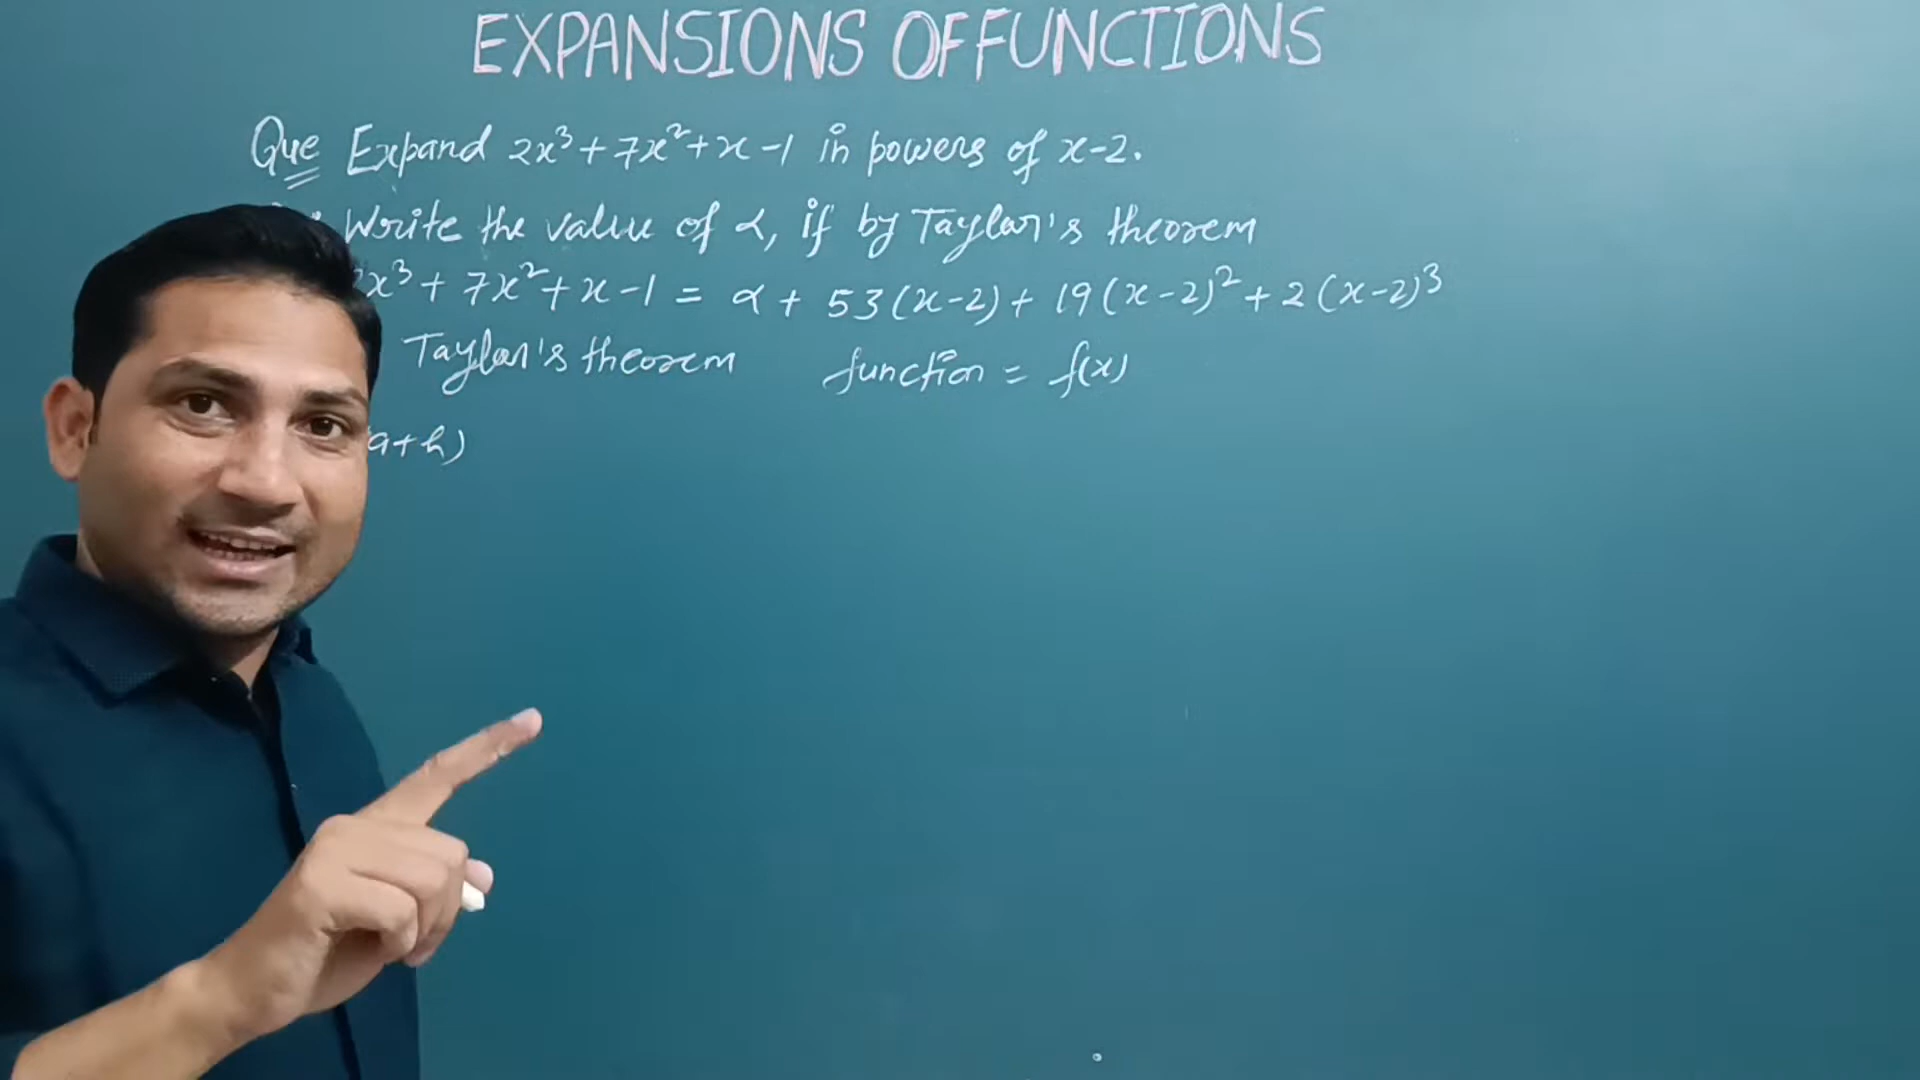 EXPANSIONS OF FUNCTIONS
Que Expand 2x³+7x²+x-1 in powers of x-2.
Write the value of α, if by Taylor's theorem
x³+7x²+x-1 = α + 53(x-2)+19(x-2)²+2(x-2)³
Taylor's theorem function = f(x)
a+h)